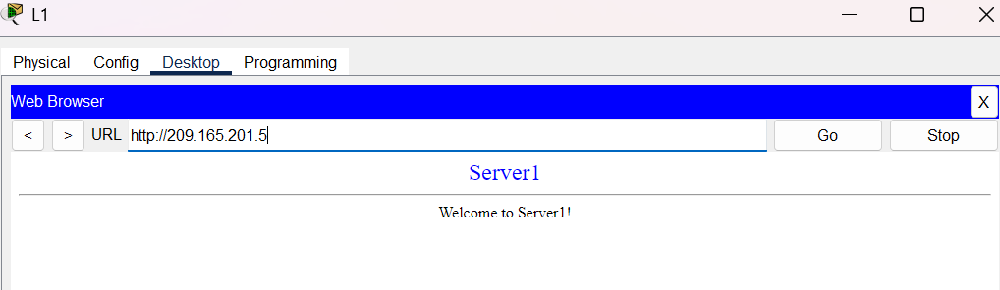 L1
Physical Config Desktop Programming
Web Browser X
< > URL http://209.165.201.5 Go Stop
Server1
Welcome to Server1!